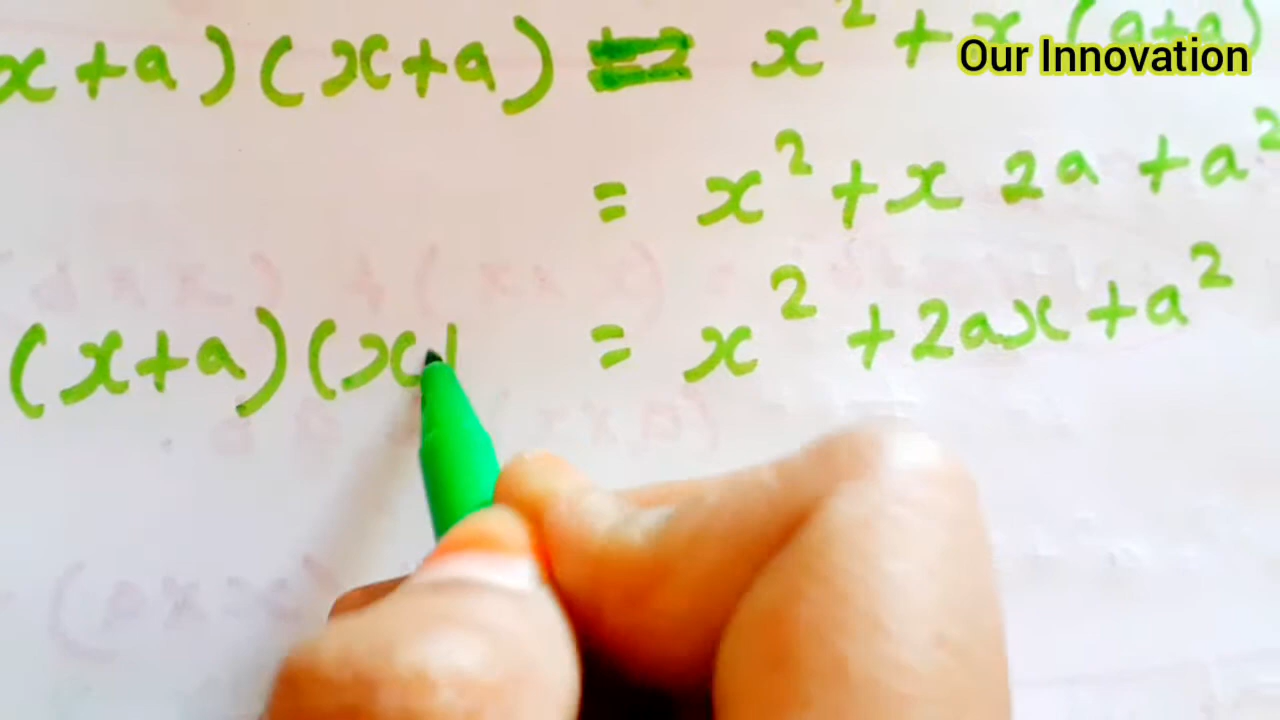 x+a)(x+a) = x² + x (a+a)
Our Innovation
= x² + x 2a + a²
(x+a)(x = x² + 2ax + a²